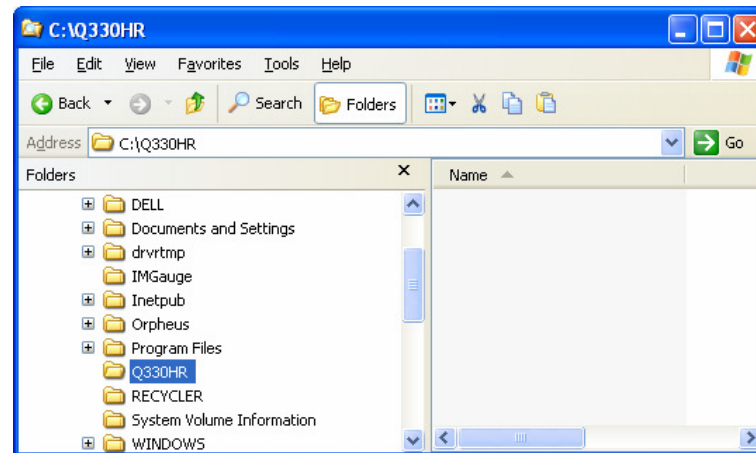 C:\Q330HR
File Edit View Favorites Tools Help
Back Search Folders
Address C:\Q330HR Go
Folders x Name
DELL
Documents and Settings
drvrtmp
IMGauge
Inetpub
Orpheus
Program Files
Q330HR
RECYCLER
System Volume Information
WINDOWS